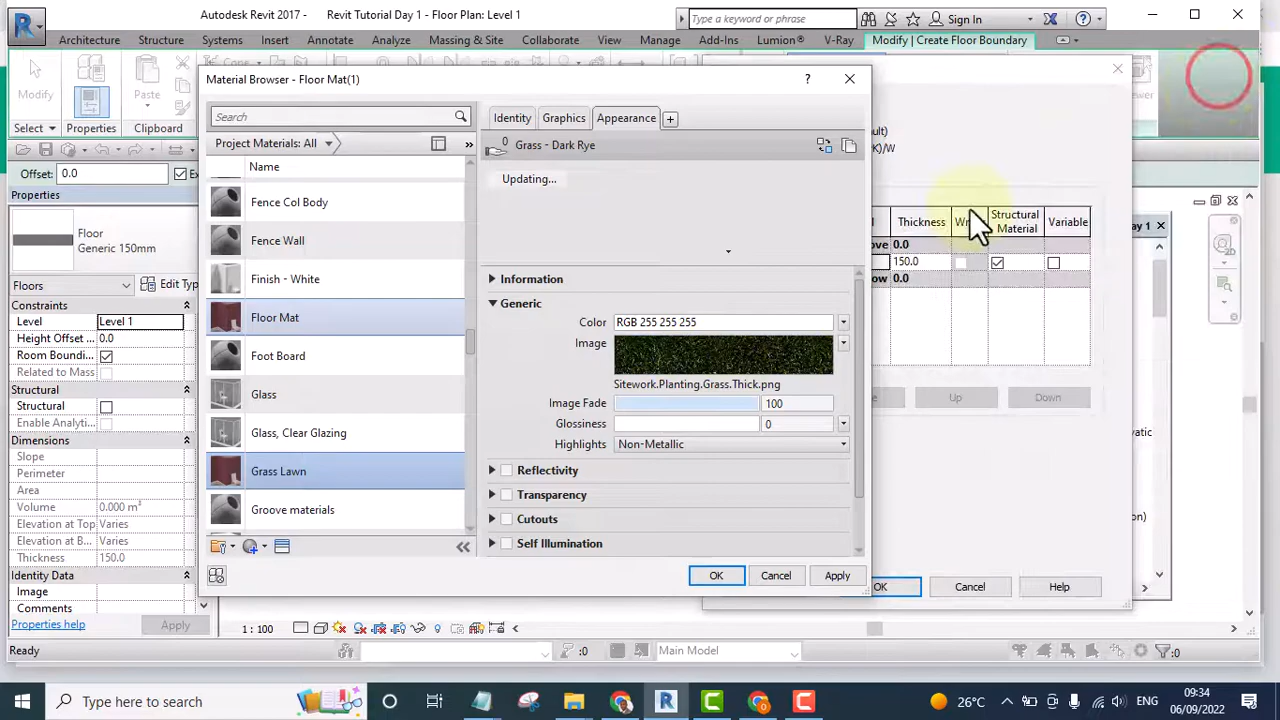 Autodesk Revit 2017 - Revit Tutorial Day 1 - Floor Plan: Level 1
Type a keyword or phrase
Sign In
Architecture Structure Systems Insert Annotate Analyze Massing & Site Collaborate View Manage Add-Ins Lumion® V-Ray Modify | Create Floor Boundary
Modify
Paste
Select Properties Clipboard
Offset: 0.0
Properties
Floor
Generic 150mm
Floors
Edit Typ
Constraints
Level Level 1
Height Offset ... 0.0
Room Boundi...
Related to Mass
Structural
Structural
Enable Analyti...
Dimensions
Slope
Perimeter
Area
Volume 0.000 m³
Elevation at Top Varies
Elevation at B... Varies
Thickness 150.0
Identity Data
Image
Comments
Properties help
Apply
Material Browser - Floor Mat(1)
Search
Project Materials: All
Name
Fence Col Body
Fence Wall
Finish - White
Floor Mat
Foot Board
Glass
Glass, Clear Glazing
Grass Lawn
Groove materials
Identity Graphics Appearance
0
Grass - Dark Rye
Updating...
Information
Generic
Color RGB 255 255 255
Image
Sitework.Planting.Grass.Thick.png
Image Fade 100
Glossiness 0
Highlights Non-Metallic
Reflectivity
Transparency
Cutouts
Self Illumination
OK Cancel Apply
Thickness Structural Material Variable
0.0
150.0
0.0
Up Down
OK Cancel Help
ay 1
1 : 100
Ready
:0
Main Model
:0
Type here to search
26°C
ENG
09:34
06/09/2022